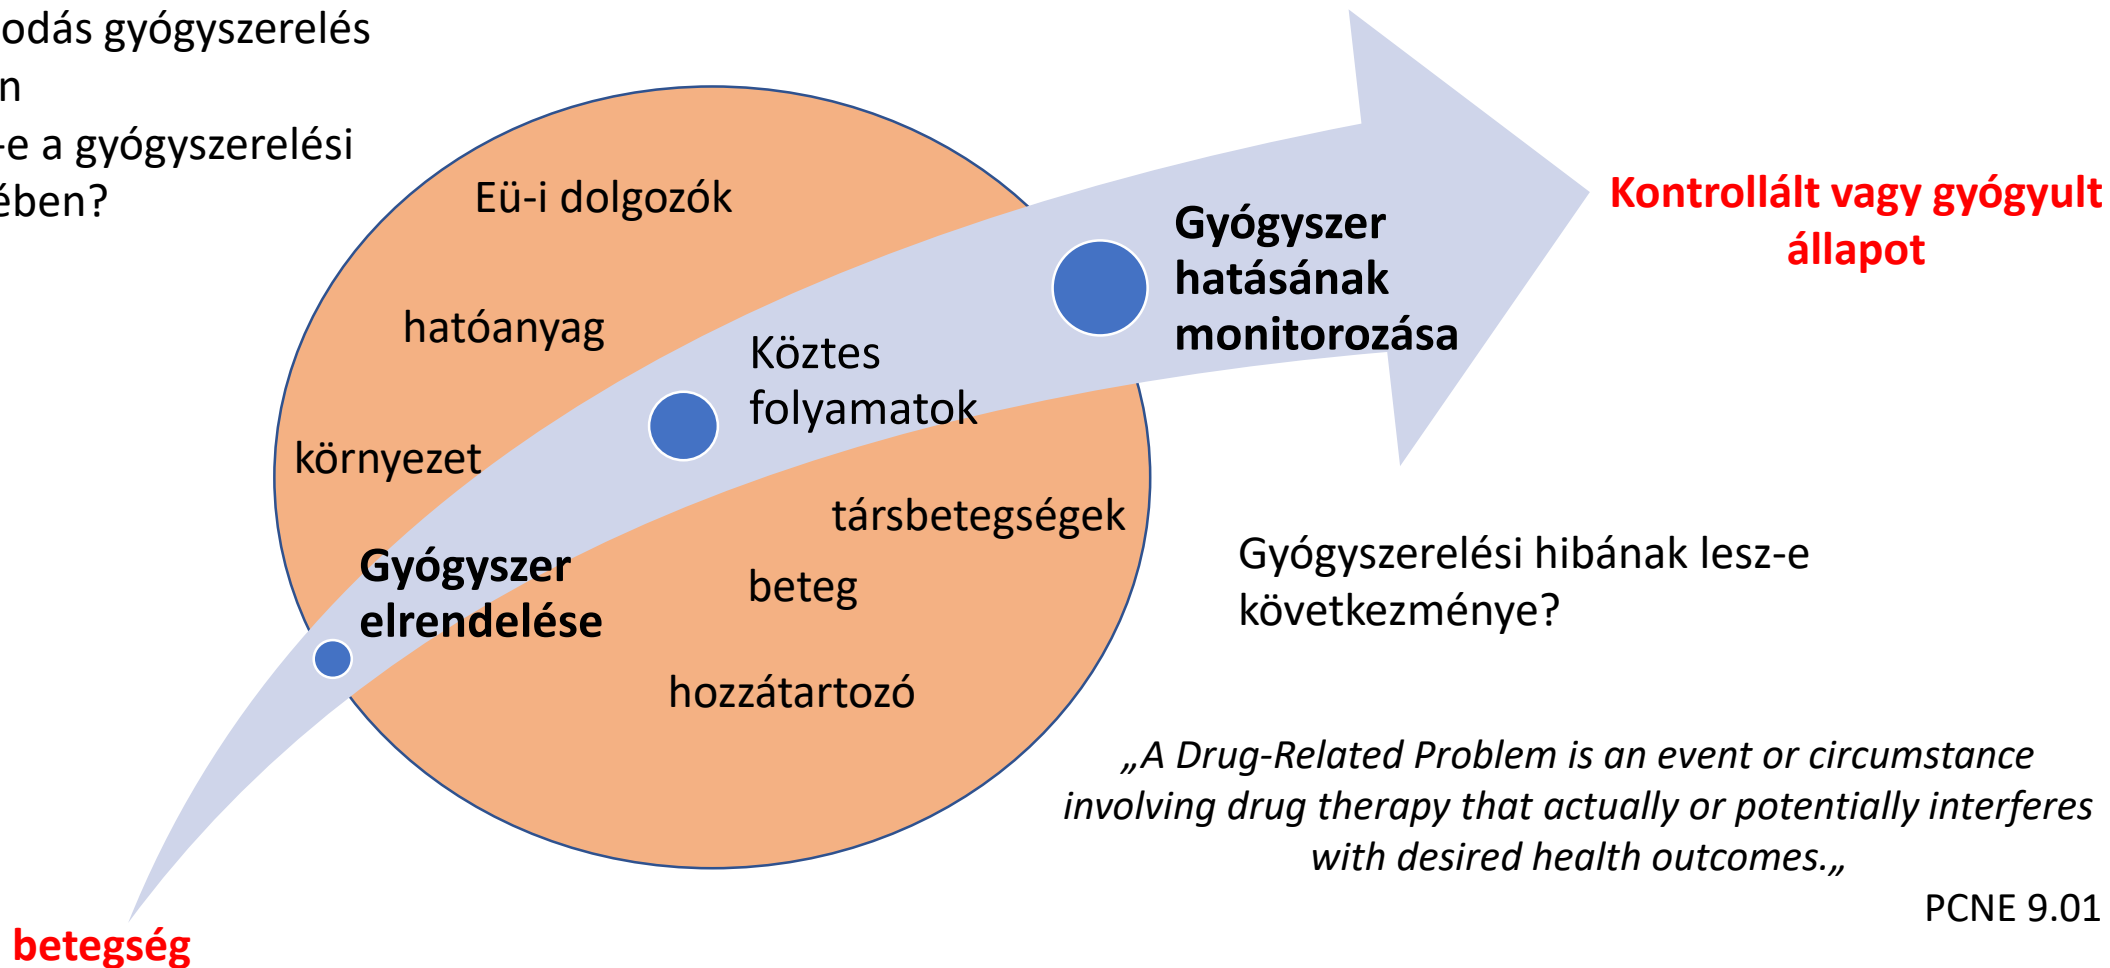 odás gyógyszerelés
n
-e a gyógyszerelési
ében?
Eü-i dolgozók
hatóanyag
környezet
Köztes
folyamatok
Gyógyszer
hatásának
monitorozása
Kontrollált vagy gyógyult
állapot
társbetegségek
beteg
hozzátartozó
Gyógyszer
elrendelése
Gyógyszerelési hibának lesz-e
következménye?
„A Drug-Related Problem is an event or circumstance
involving drug therapy that actually or potentially interferes
with desired health outcomes.„
PCNE 9.01
betegség